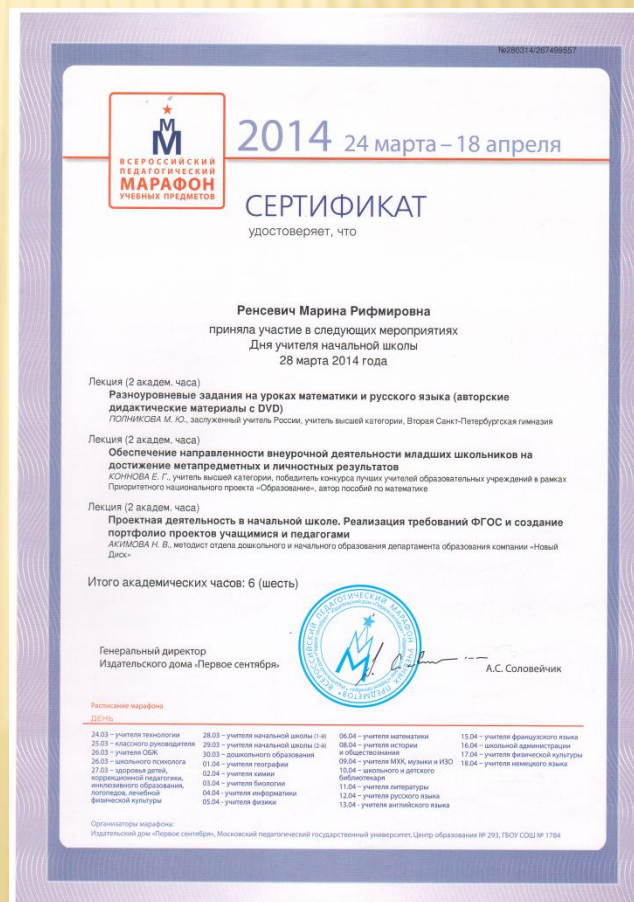 №280314/267499557
ВСЕРОССИЙСКИЙ
ПЕДАГОГИЧЕСКИЙ
МАРАФОН
УЧЕБНЫХ ПРЕДМЕТОВ
2014 24 марта – 18 апреля
СЕРТИФИКАТ
удостоверяет, что
Ренсевич Марина Рифмировна
приняла участие в следующих мероприятиях
Дня учителя начальной школы
28 марта 2014 года
Лекция (2 академ. часа)
Разноуровневые задания на уроках математики и русского языка (авторские
дидактические материалы с DVD)
ПОЛНИКОВА М. Ю., заслуженный учитель России, учитель высшей категории, Вторая Санкт-Петербургская гимназия
Лекция (2 академ. часа)
Обеспечение направленности внеурочной деятельности младших школьников на
достижение метапредметных и личностных результатов
КОННОВА Е. Г., учитель высшей категории, победитель конкурса лучших учителей образовательных учреждений в рамках
Приоритетного национального проекта «Образование», автор пособий по математике
Лекция (2 академ. часа)
Проектная деятельность в начальной школе. Реализация требований ФГОС и создание
портфолио проектов учащимися и педагогами
АКИМОВА Н. В., методист отдела дошкольного и начального образования департамента образования компании «Новый
Диск»
Итого академических часов: 6 (шесть)
Генеральный директор
Издательского дома «Первое сентября»
А.С. Соловейчик
ВСЕРОССИЙСКИЙ ПЕДАГОГИЧЕСКИЙ МАРАФОН УЧЕБНЫХ ПРЕДМЕТОВ
Расписание марафона
ДЕНЬ
24.03 – учителя технологии
25.03 – классного руководителя
26.03 – учителя ОБЖ
26.03 – школьного психолога
27.03 – здоровья детей,
коррекционной педагогики,
инклюзивного образования,
логопедов, лечебной
физической культуры
28.03 – учителя начальной школы (1-й)
29.03 – учителя начальной школы (2-й)
30.03 – дошкольного образования
01.04 – учителя географии
02.04 – учителя химии
03.04 – учителя биологии
04.04 - учителя информатики
05.04 - учителя физики
06.04 – учителя математики
08.04 – учителя истории
и обществознания
09.04 – учителя МХК, музыки и ИЗО
10.04 – школьного и детского
библиотекаря
11.04 – учителя литературы
12.04 – учителя русского языка
13.04 - учителя английского языка
15.04 – учителя французского языка
16.04 – школьной администрации
17.04 – учителя физической культуры
18.04 – учителя немецкого языка
Организаторы марафона:
Издательский дом «Первое сентября», Московский педагогический государственный университет, Центр образования № 293, ГБОУ СОШ № 1784